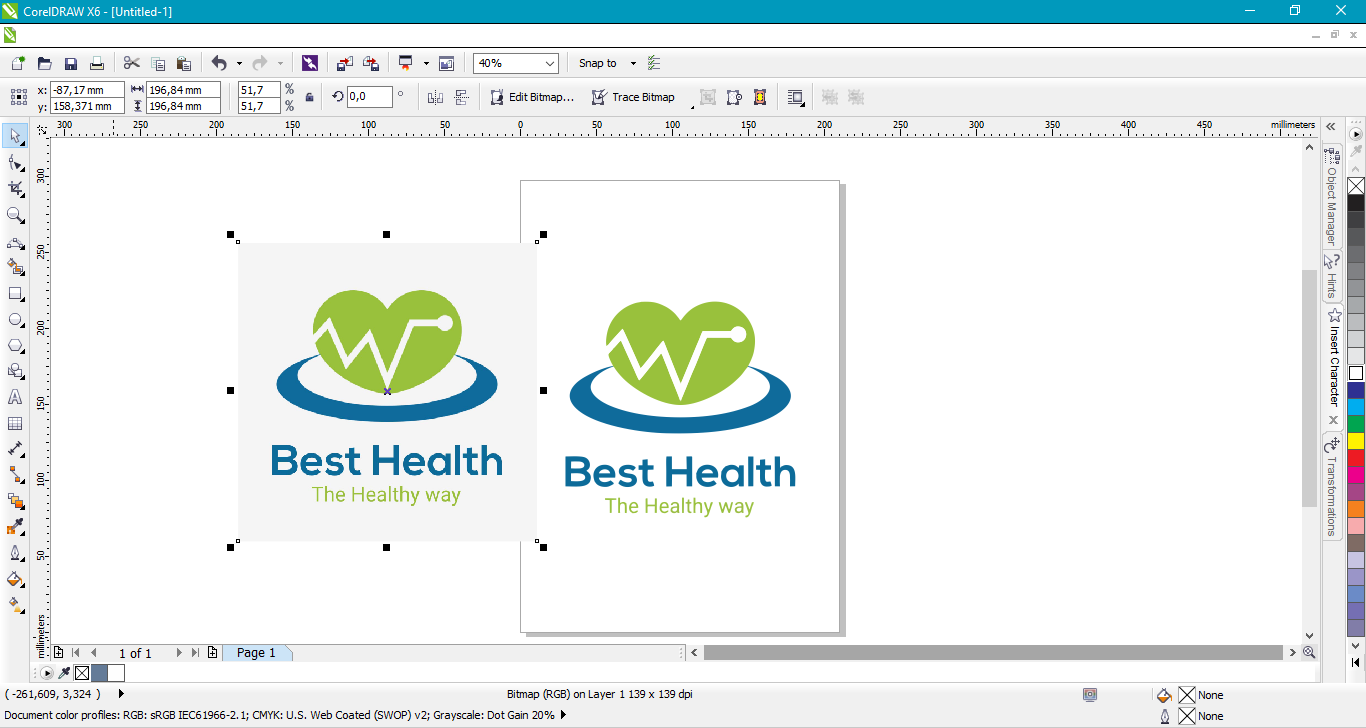 CorelDRAW X6 - [Untitled-1]
40%
Snap to
x: -87,17 mm
196,84 mm
51,7 %
y: 158,371 mm
196,84 mm
51,7 %
0,0 °
Edit Bitmap...
Trace Bitmap
300 250 200 150 100 50 0 50 100 150 200 250 300 350 400 450 millimeters
300
250
200
150
100
50
millimeters
Best Health
The Healthy way
Best Health
The Healthy way
Object Manager
Hints
Insert Character
Transformations
1 of 1
Page 1
( -261,609, 3,324 )
Bitmap (RGB) on Layer 1 139 x 139 dpi
None
Document color profiles: RGB: sRGB IEC61966-2.1; CMYK: U.S. Web Coated (SWOP) v2; Grayscale: Dot Gain 20%
None